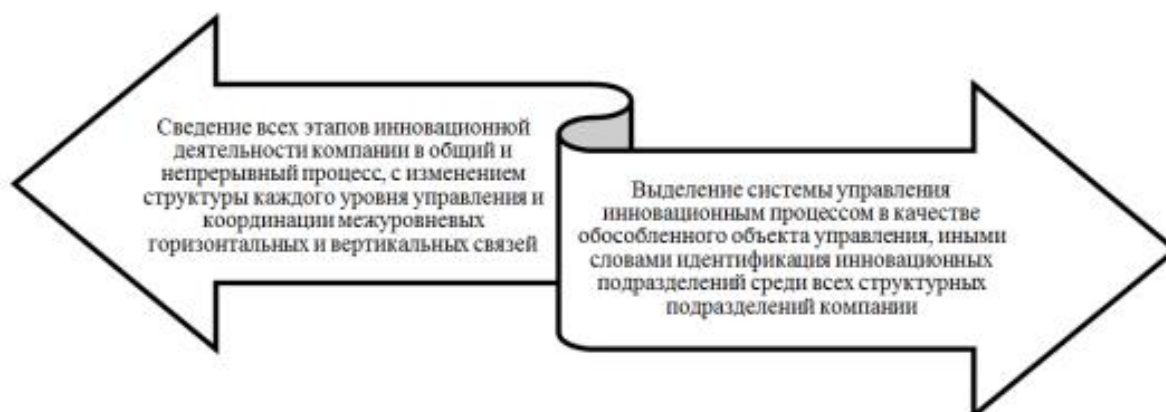 Сведение всех этапов инновационной
деятельности компании в общий и
непрерывный процесс, с изменением
структуры каждого уровня управления и
координации межуровневых
горизонтальных и вертикальных связей
Выделение системы управления
инновационным процессом в качестве
обособленного объекта управления, иными
словами идентификация инновационных
подразделений среди всех структурных
подразделений компании